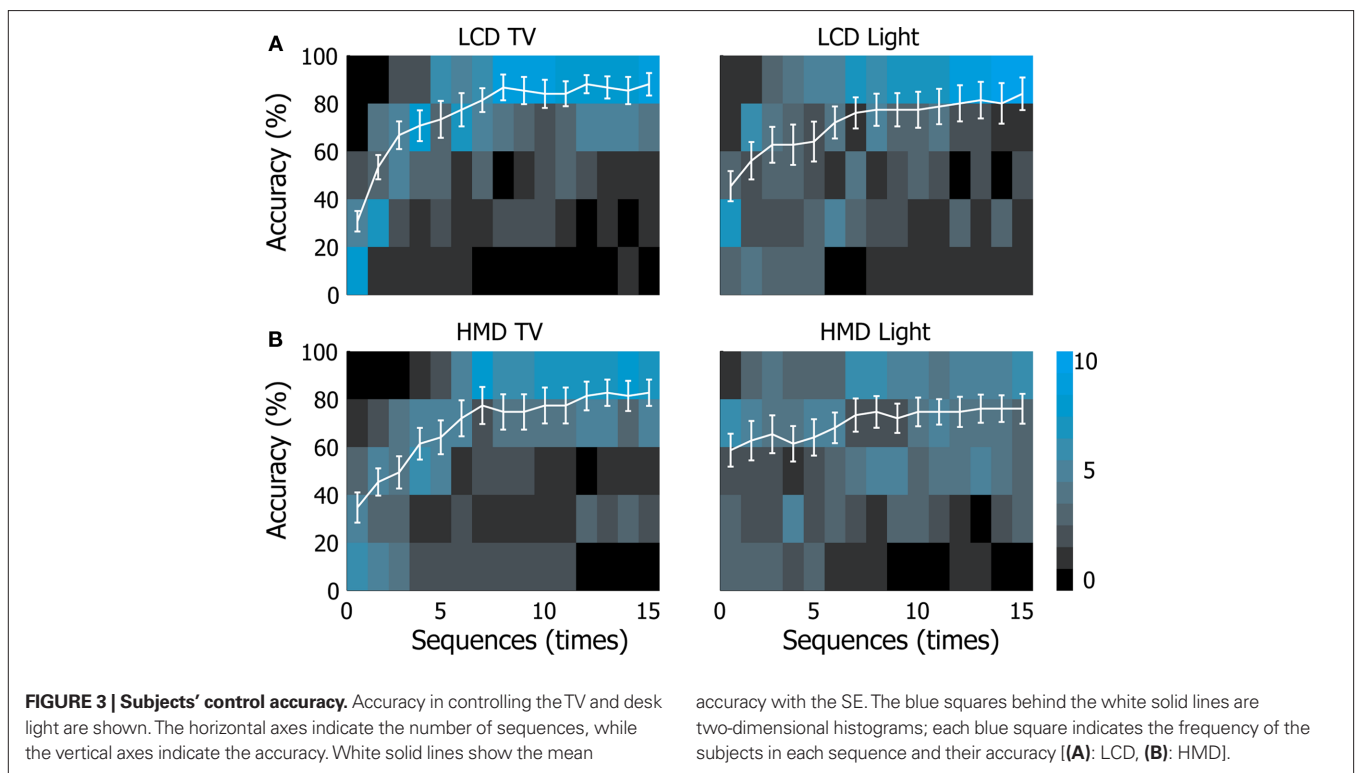 A
LCD TV
LCD Light
Accuracy (%)
100
80
60
40
20
0
B
HMD TV
HMD Light
Accuracy (%)
100
80
60
40
20
0
0 5 10 15
Sequences (times)
0 5 10 15
Sequences (times)
10
5
0
FIGURE 3 | Subjects' control accuracy. Accuracy in controlling the TV and desk
light are shown. The horizontal axes indicate the number of sequences, while
the vertical axes indicate the accuracy. White solid lines show the mean
accuracy with the SE. The blue squares behind the white solid lines are
two-dimensional histograms; each blue square indicates the frequency of the
subjects in each sequence and their accuracy [(A): LCD, (B): HMD].